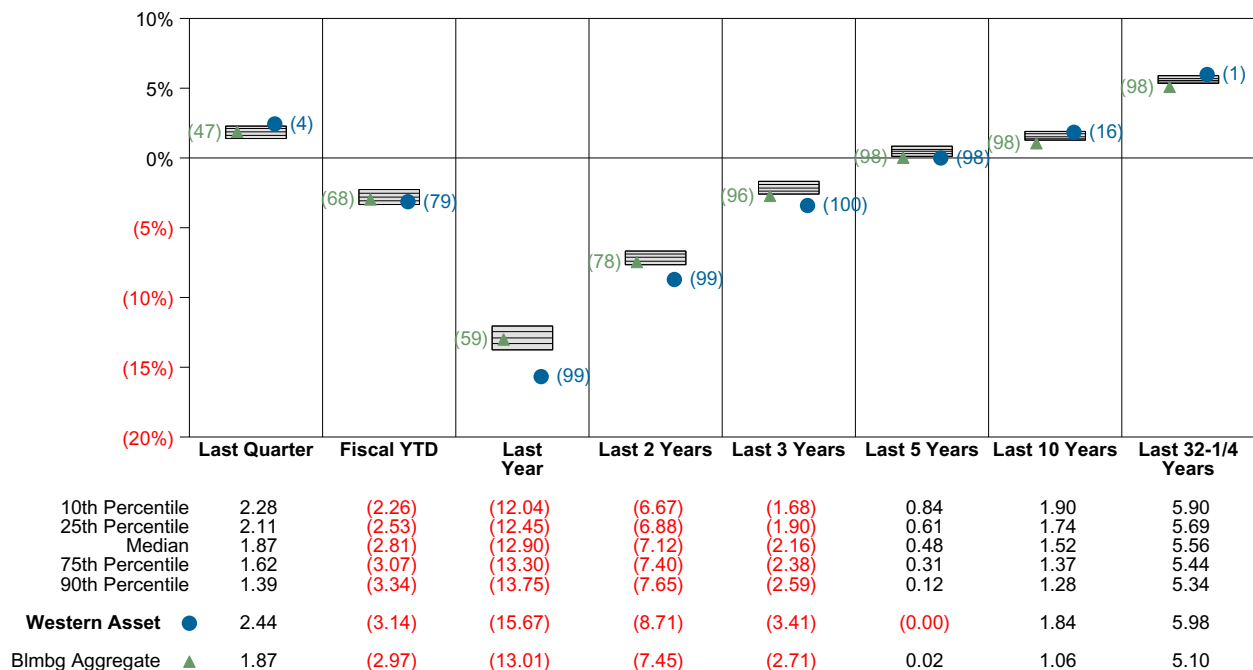 10%
5%
0%
(5%)
(10%)
(15%)
(20%)
(47) (4)
(68) (79)
(59) (99)
(78) (99)
(96) (100)
(98) (98)
(98) (16)
(98) (1)
Last Quarter Fiscal YTD Last Year Last 2 Years Last 3 Years Last 5 Years Last 10 Years Last 32-1/4 Years
10th Percentile 2.28 (2.26) (12.04) (6.67) (1.68) 0.84 1.90 5.90
25th Percentile 2.11 (2.53) (12.45) (6.88) (1.90) 0.61 1.74 5.69
Median 1.87 (2.81) (12.90) (7.12) (2.16) 0.48 1.52 5.56
75th Percentile 1.62 (3.07) (13.30) (7.40) (2.38) 0.31 1.37 5.44
90th Percentile 1.39 (3.34) (13.75) (7.65) (2.59) 0.12 1.28 5.34
Western Asset 2.44 (3.14) (15.67) (8.71) (3.41) (0.00) 1.84 5.98
Blmbg Aggregate 1.87 (2.97) (13.01) (7.45) (2.71) 0.02 1.06 5.10